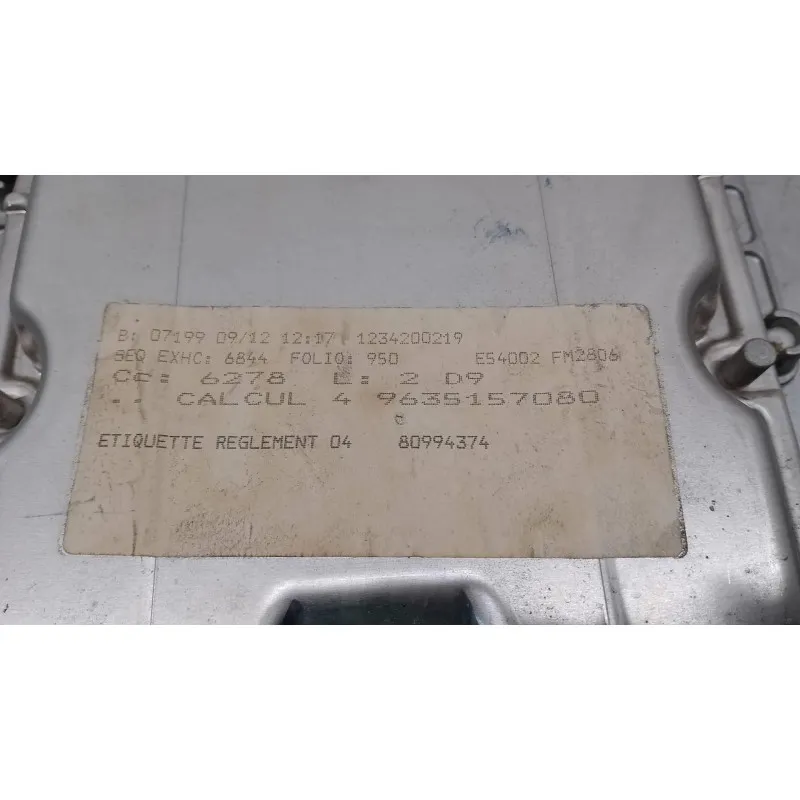 B: 07199 09/12 12:17 1234200219
SEQ EXHC: 6844 FOLIO: 950 E54002 FM2806
Cc: 6278 L: 2 D9
.. CALCUL 4 9635157080
ETIQUETTE REGLEMENT 04 80994374